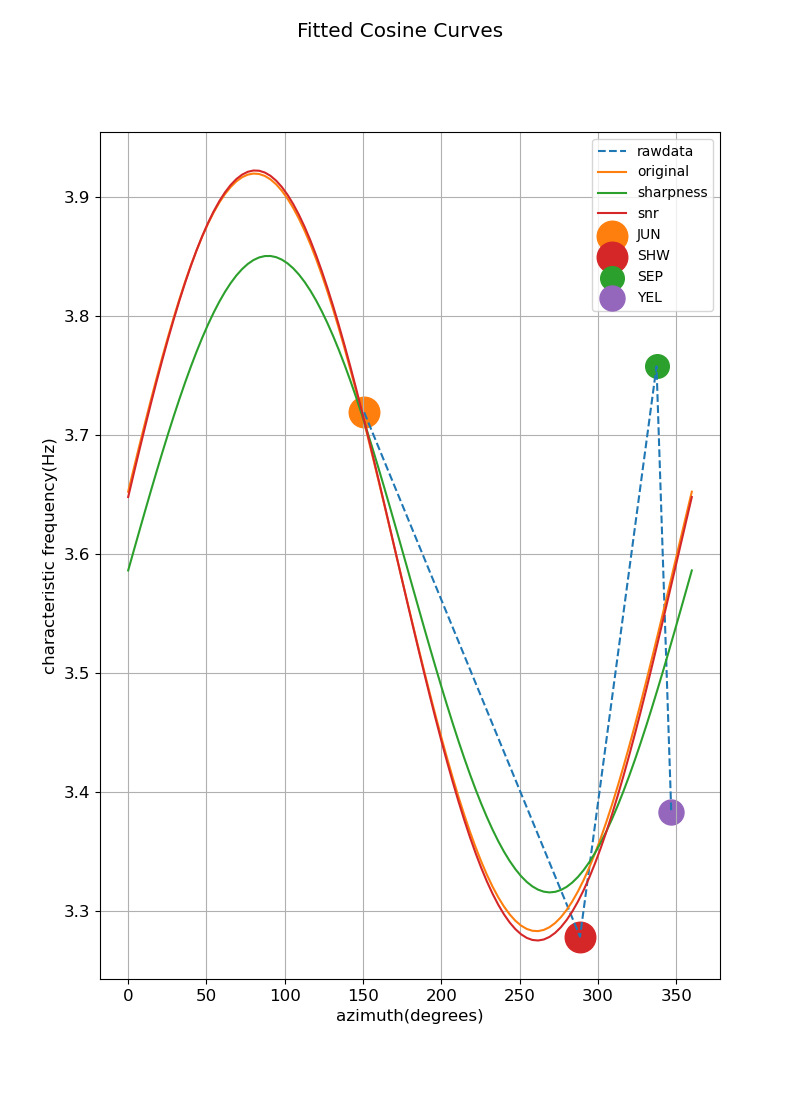 Fitted Cosine Curves
rawdata
original
sharpness
snr
JUN
SHW
SEP
YEL
characteristic frequency(Hz)
3.9
3.8
3.7
3.6
3.5
3.4
3.3
0 50 100 150 200 250 300 350
azimuth(degrees)